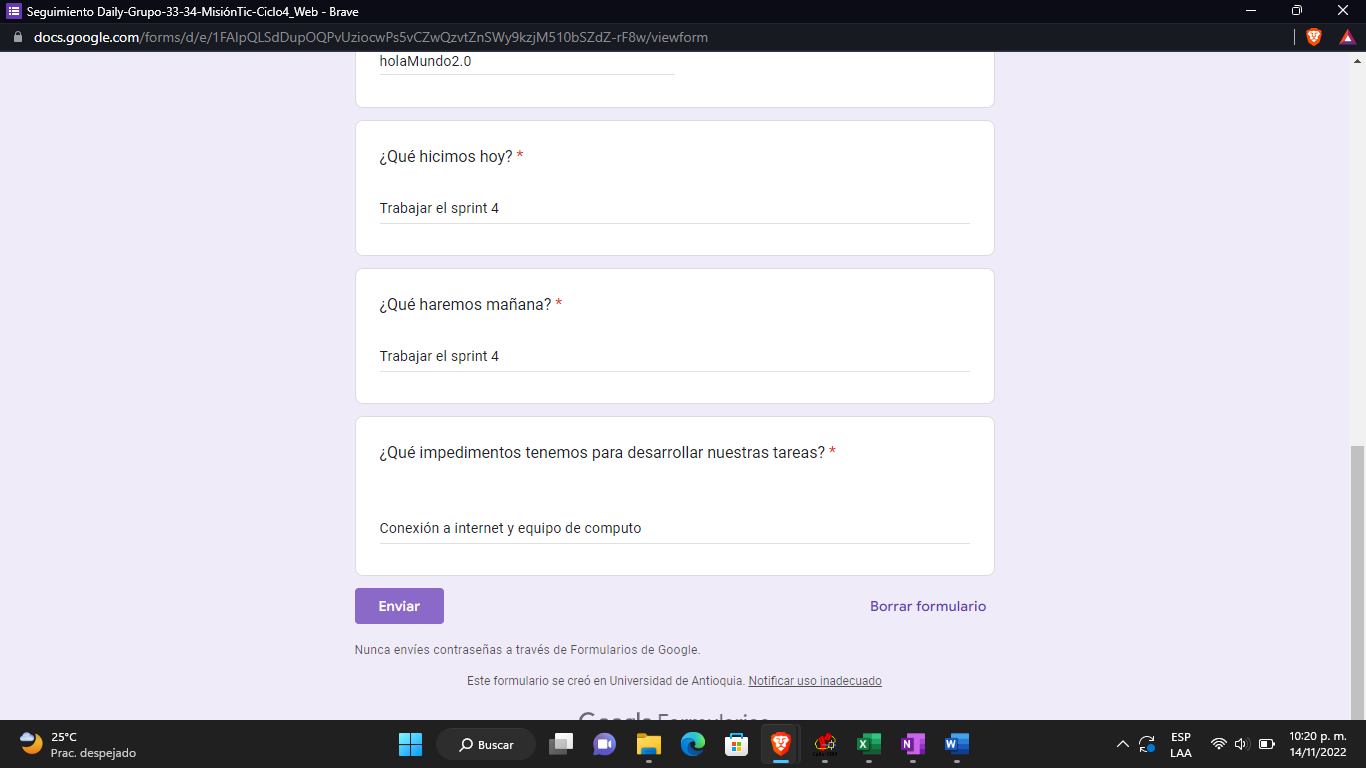 Seguimiento Daily-Grupo-33-34-MisiónTic-Ciclo4_Web - Brave
docs.google.com/forms/d/e/1FAIpQLSdDupOQPvUziocwPs5vCZwQzvtZnSWy9kzjM510bSZdZ-rF8w/viewform
holaMundo2.0
¿Qué hicimos hoy? *
Trabajar el sprint 4
¿Qué haremos mañana? *
Trabajar el sprint 4
¿Qué impedimentos tenemos para desarrollar nuestras tareas? *
Conexión a internet y equipo de computo
Enviar
Borrar formulario
Nunca envíes contraseñas a través de Formularios de Google.
Este formulario se creó en Universidad de Antioquia. Notificar uso inadecuado
Google Formularios
25°C
Prac. despejado
Buscar
ESP
LAA
10:20 p. m.
14/11/2022